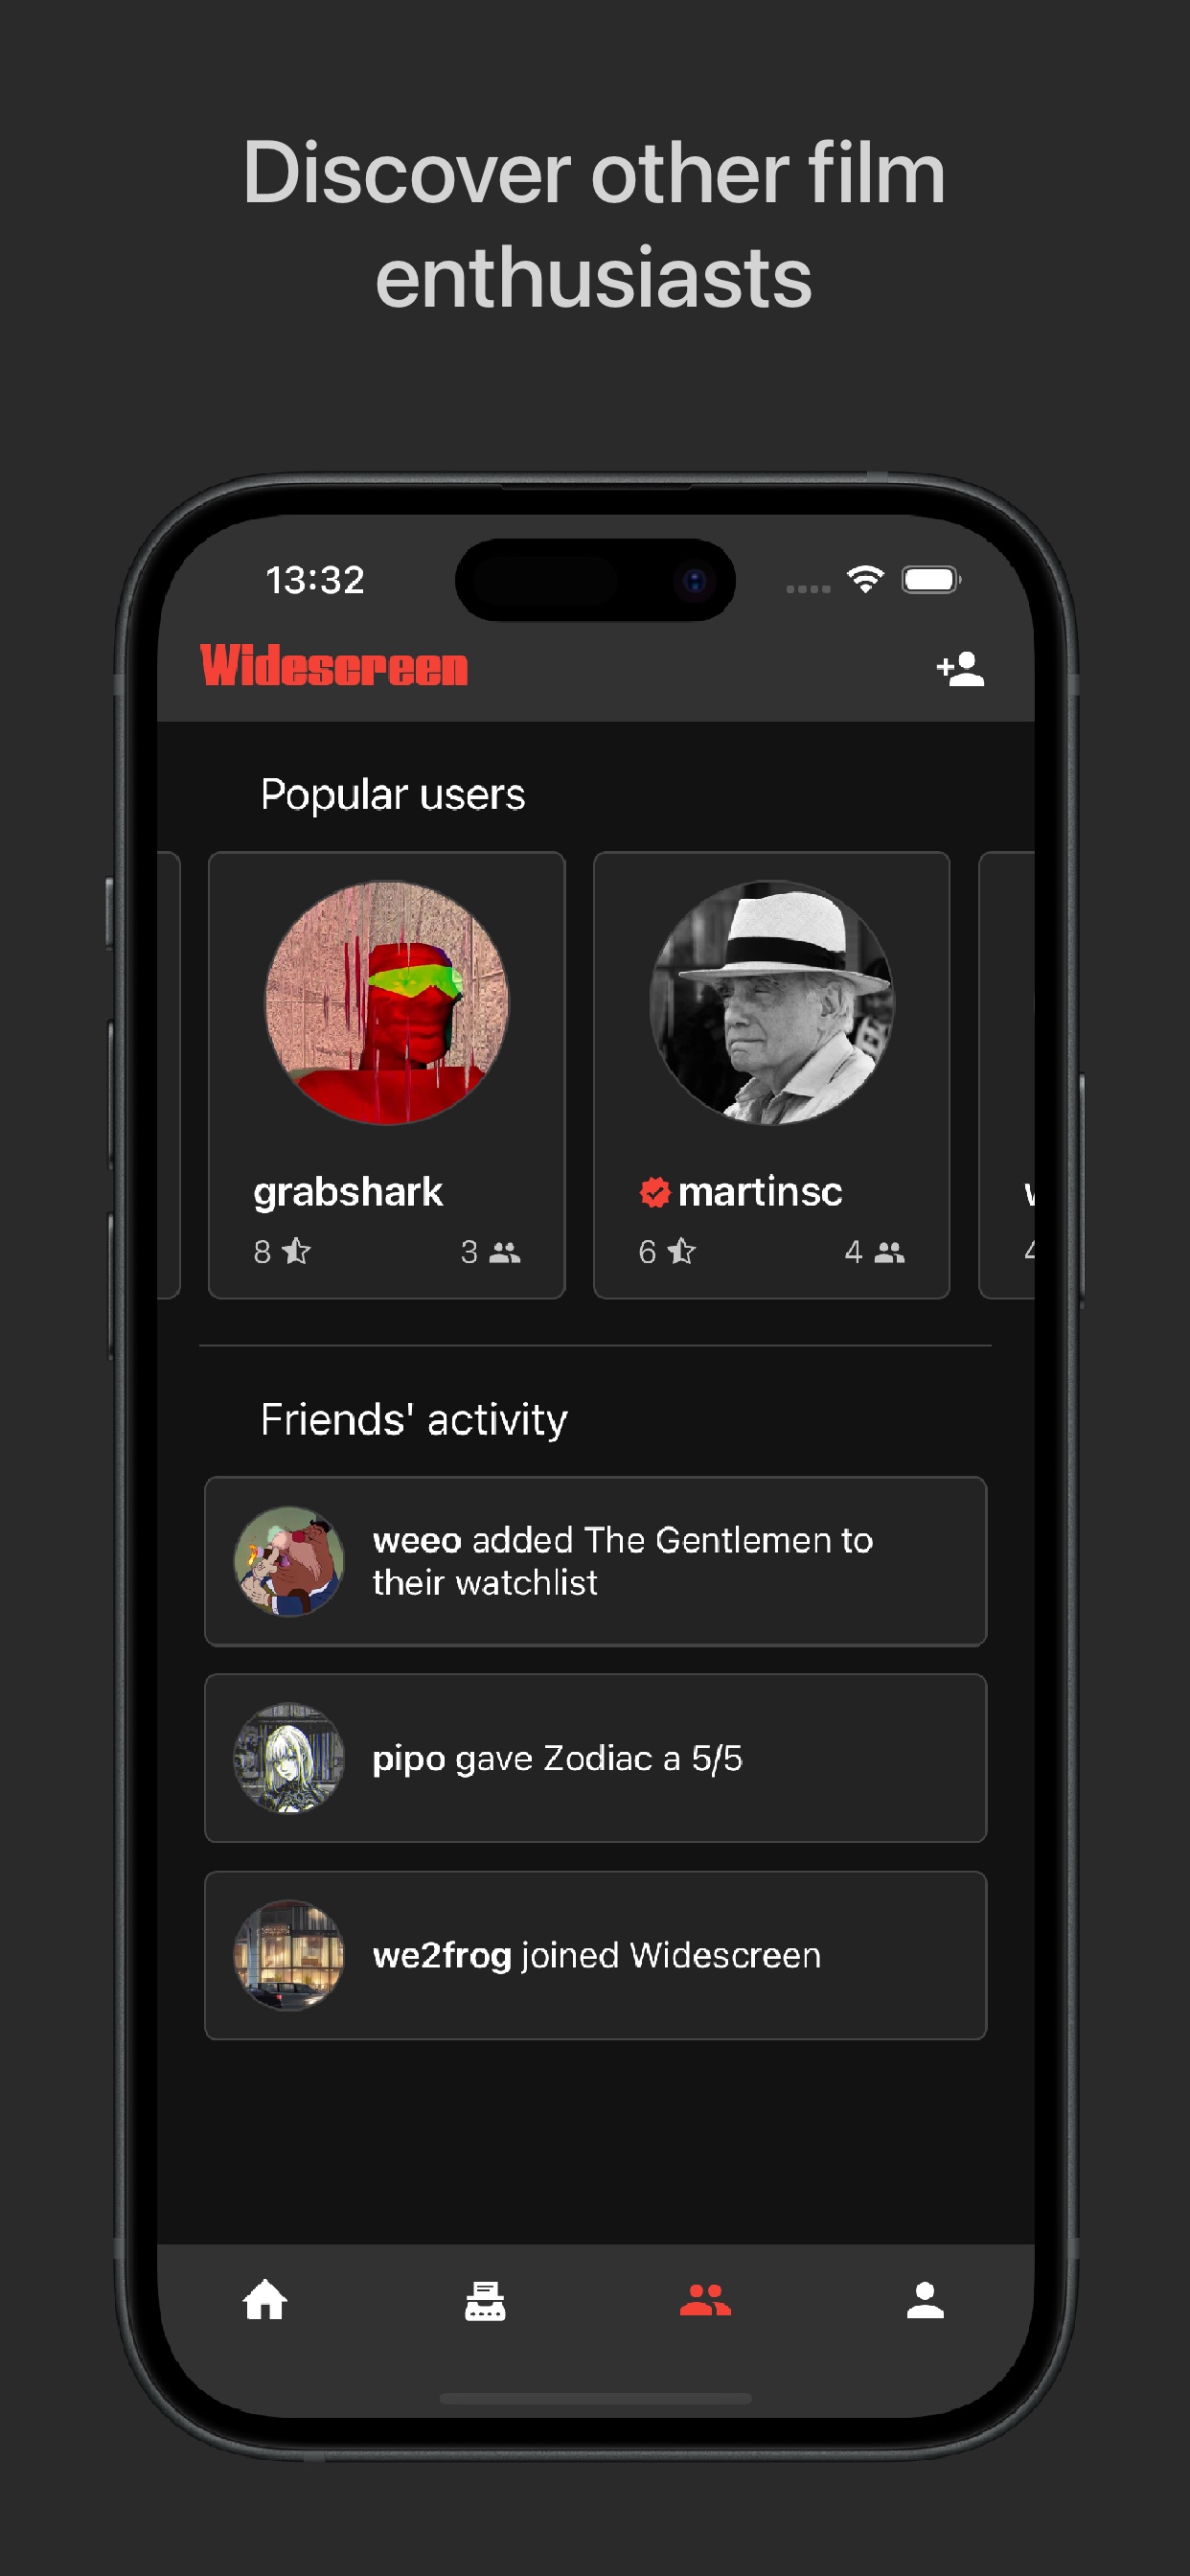 Discover other film
enthusiasts
13:32
Widescreen
Popular users
grabshark
martinsc
8
3
6
4
Friends' activity
weeo added The Gentlemen to
their watchlist
pipo gave Zodiac a 5/5
we2frog joined Widescreen